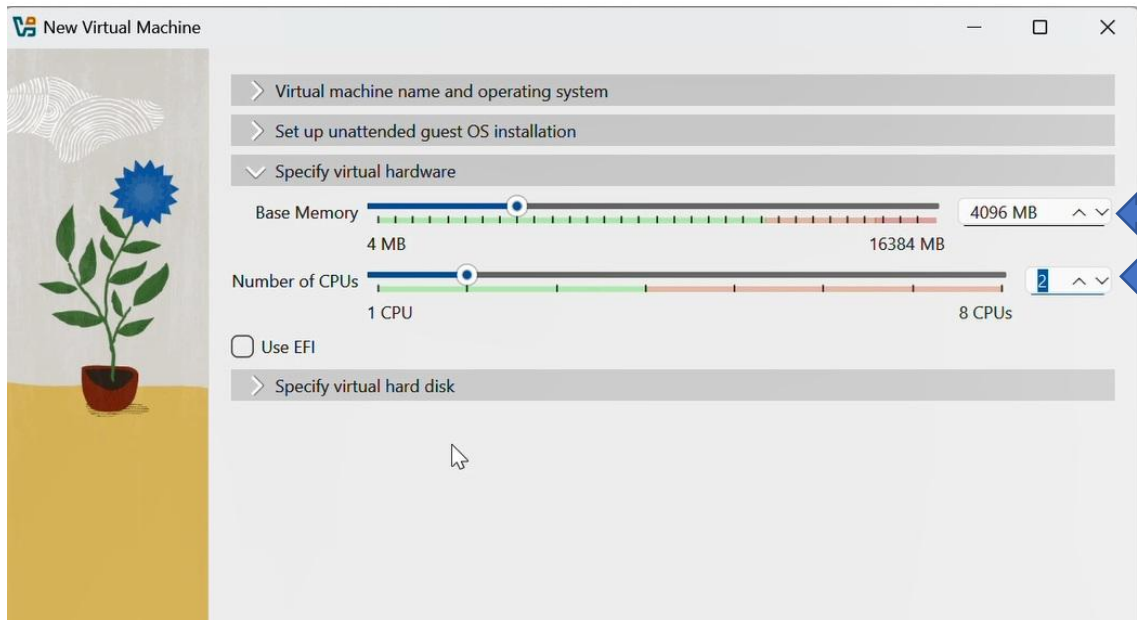 New Virtual Machine
Virtual machine name and operating system
Set up unattended guest OS installation
Specify virtual hardware
Base Memory 4096 MB
4 MB 16384 MB
Number of CPUs 2
1 CPU 8 CPUs
Use EFI
Specify virtual hard disk